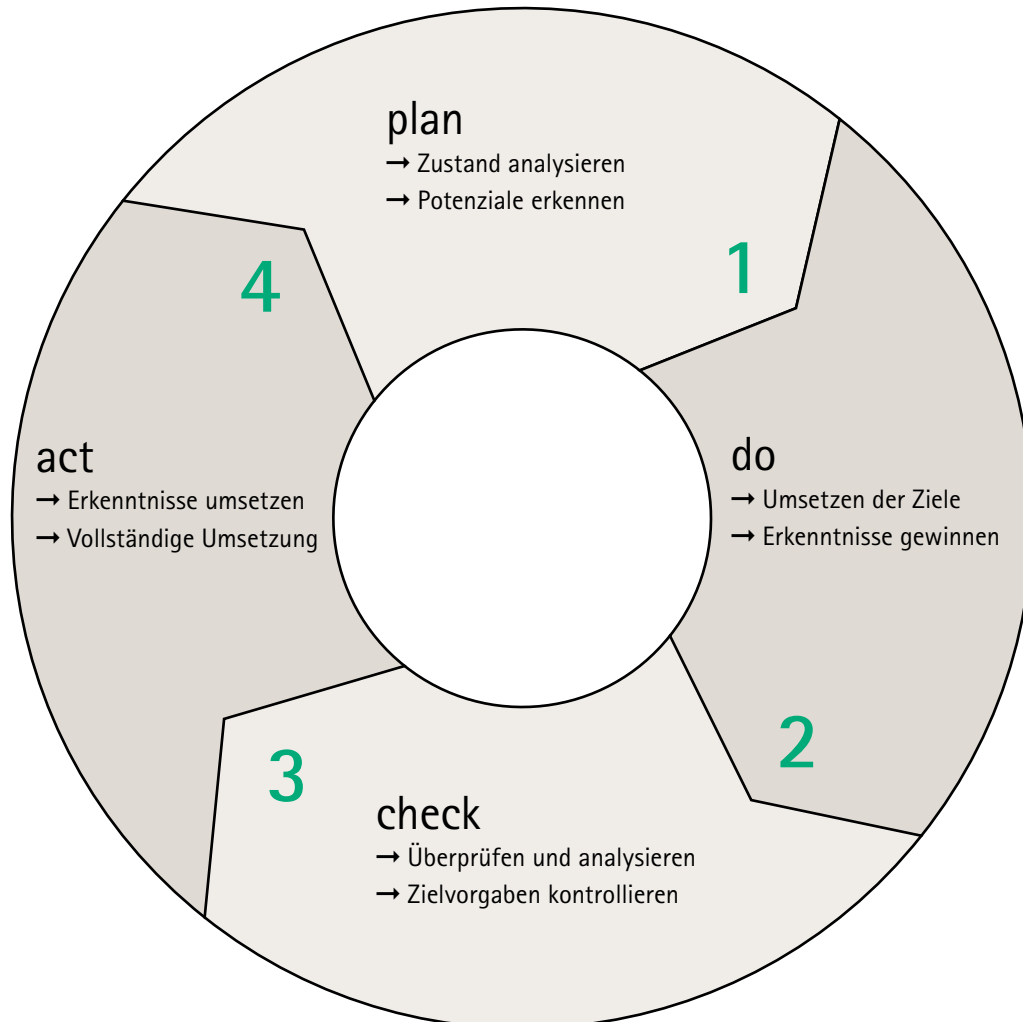 plan
→ Zustand analysieren
→ Potenziale erkennen
1
do
→ Umsetzen der Ziele
→ Erkenntnisse gewinnen
2
check
→ Überprüfen und analysieren
→ Zielvorgaben kontrollieren
3
act
→ Erkenntnisse umsetzen
→ Vollständige Umsetzung
4